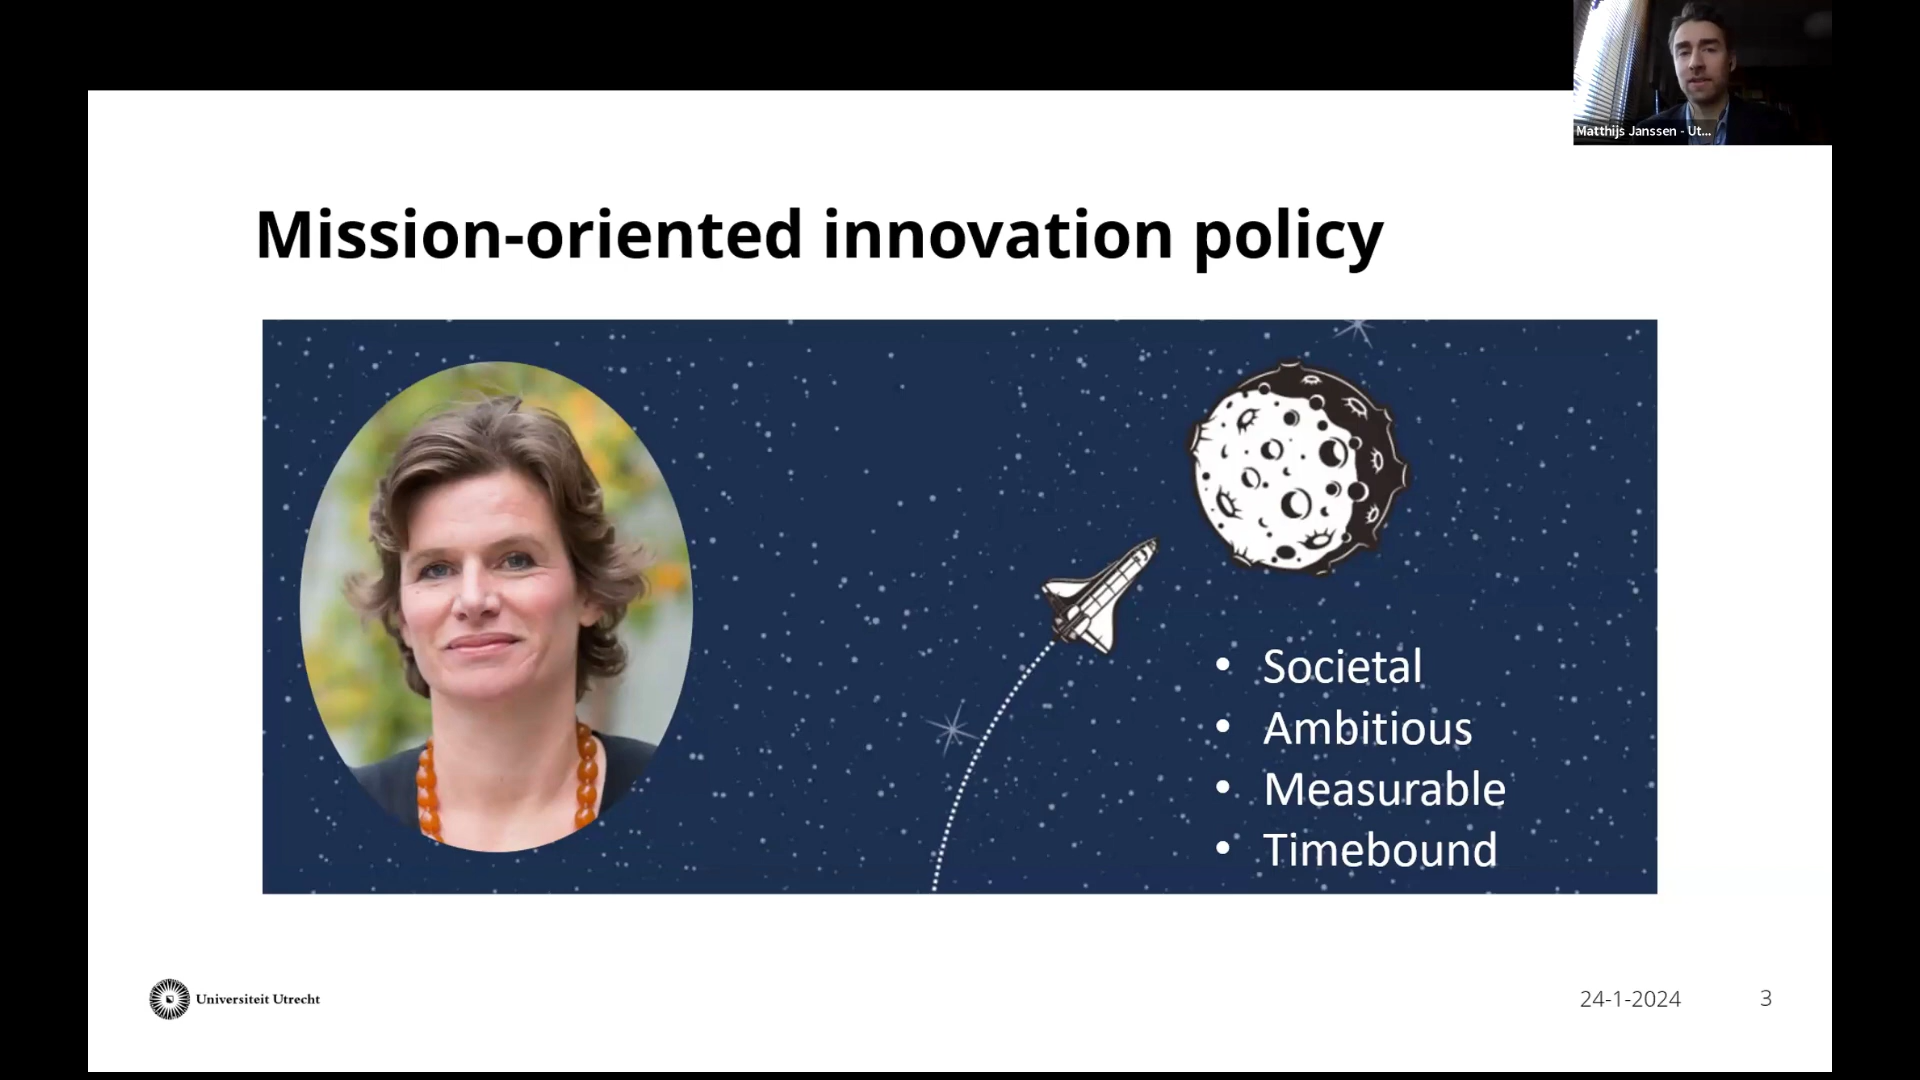 Matthijs Janssen - Ut...
Mission-oriented innovation policy
• Societal
• Ambitious
• Measurable
• Timebound
Universiteit Utrecht
24-1-2024
3